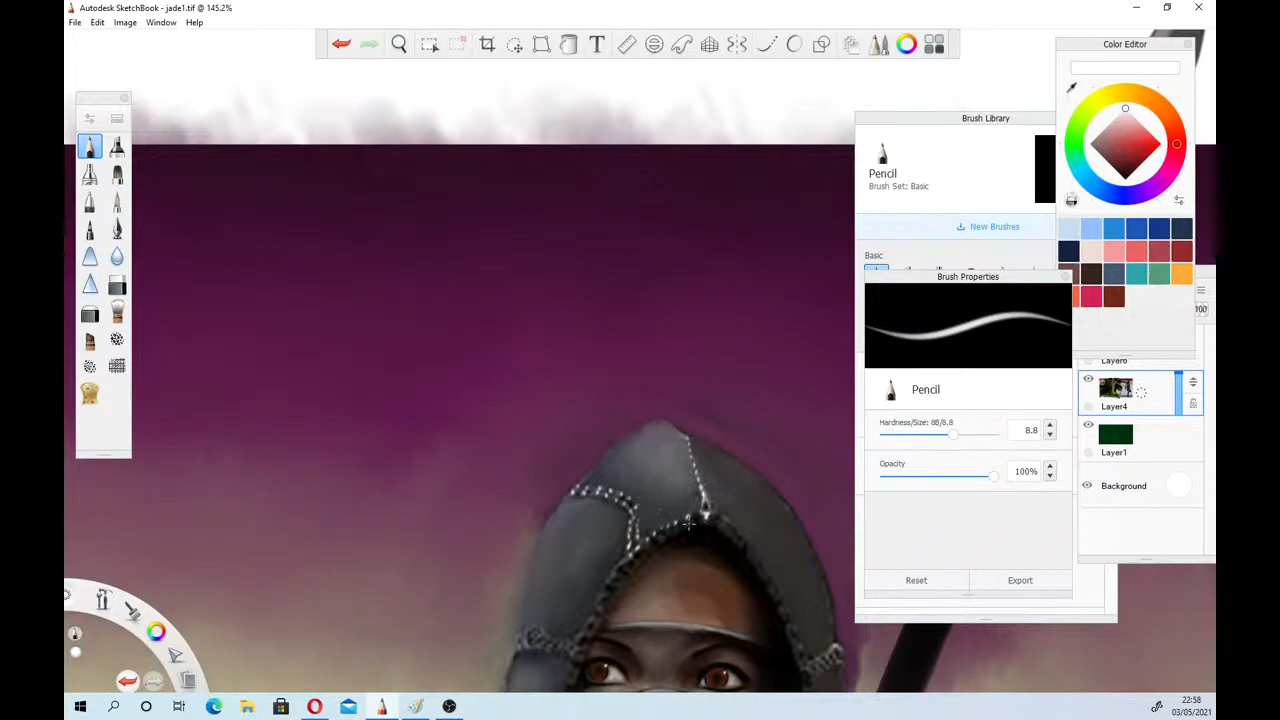 Autodesk SketchBook - jade1.tif @ 145.2%
File Edit Image Window Help
Color Editor
Brush Library
Pencil
Brush Set: Basic
New Brushes
Basic
Brush Properties
100
Layer6
Pencil
Layer4
Hardness/Size: 8B/8.8
8.8
Layer1
Opacity
100%
Background
Reset
Export
22:58
03/05/2021